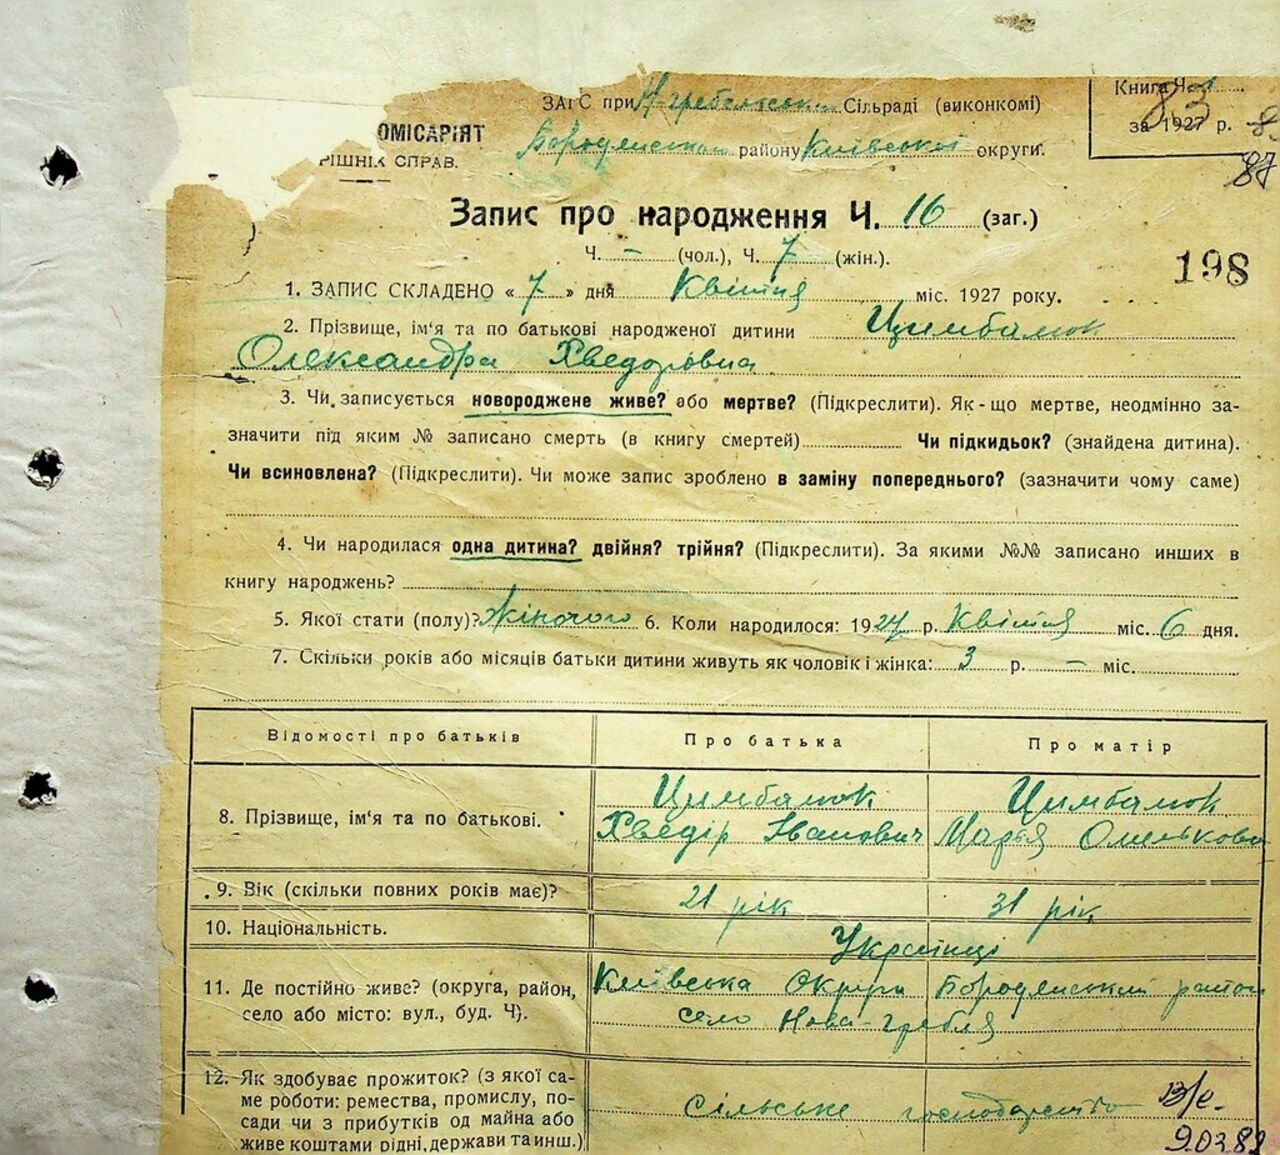 ЗАГС при Н гребельськи Сільраді (виконкомі)
Книга Ч.
ОМІСАРІЯТ
за 1927 р.
83
РІШНІХ СПРАВ.
Бородянськом району Київської округи.
87
Запис про народження Ч. 16 (заг.)
Ч. – (чол.), Ч. 7 (жін.).
198
1. ЗАПИС СКЛАДЕНО « 7 » дня Квітня міс. 1927 року.
2. Прізвище, ім'я та по батькові народженої дитини Цимбалюк
Олександра Хведорівна
3. Чи записується новороджене живе? або мертве? (Підкреслити). Як-що мертве, неодмінно за-
значити під яким № записано смерть (в книгу смертей) Чи підкидьок? (знайдена дитина).
Чи всиновлена? (Підкреслити). Чи може запис зроблено в заміну попереднього? (зазначити чому саме)
4. Чи народилася одна дитина? двійня? трійня? (Підкреслити). За якими №№ записано инших в
книгу народжень?
5. Якої стати (полу)? жіночого 6. Коли народилося: 1927 р. Квітня міс. 6 дня.
7. Скільки років або місяців батьки дитини живуть як чоловік і жінка: 3 р. – міс.
Відомості про батьків Про батька Про матір
8. Прізвище, ім'я та по батькові. Цимбалюк Цимбалюк
Хведір Іванович Марья Омелькова
9. Вік (скільки повних років має)? 21 рік 31 рік
10. Національність. Українці
11. Де постійно живе? (округа, район, Київська Округа Бородянський район
село або місто: вул., буд. Ч). село Нова-гребля
12. Як здобуває прожиток? (з якої са-
ме роботи: ремества, промислу, по- Сільське господарство
сади чи з прибутків од майна або
живе коштами рідні, держави та инш.)